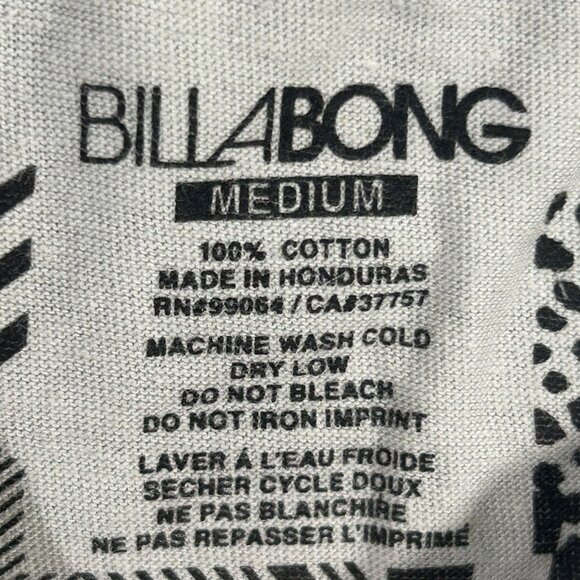 BILLABONG
MEDIUM
100% COTTON
MADE IN HONDURAS
RN#99064 / CA#37757
MACHINE WASH COLD
DRY LOW
DO NOT BLEACH
DO NOT IRON IMPRINT
LAVER Á L'EAU FROIDE
SECHER CYCLE DOUX
NE PAS BLANCHIRE
NE PAS REPASSER L'IMPRIMÉ